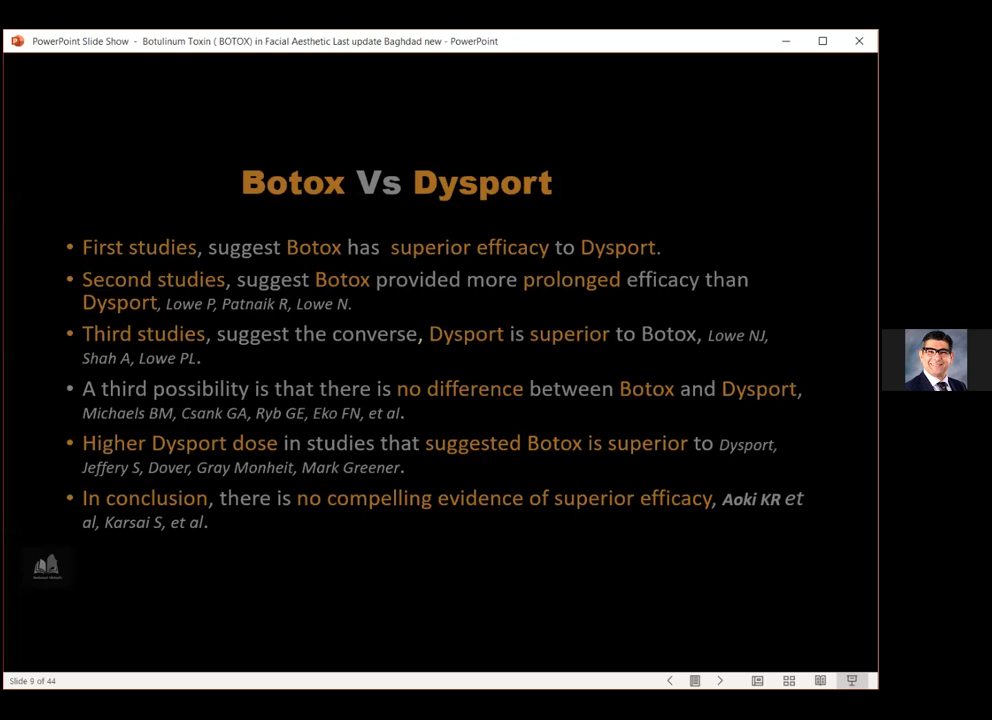 PowerPoint Slide Show - Botulinum Toxin ( BOTOX) in Facial Aesthetic Last update Baghdad new - PowerPoint
Botox Vs Dysport
• First studies, suggest Botox has superior efficacy to Dysport.
• Second studies, suggest Botox provided more prolonged efficacy than
Dysport, Lowe P, Patnaik R, Lowe N.
• Third studies, suggest the converse, Dysport is superior to Botox, Lowe NJ,
Shah A, Lowe PL.
• A third possibility is that there is no difference between Botox and Dysport,
Michaels BM, Csank GA, Ryb GE, Eko FN, et al.
• Higher Dysport dose in studies that suggested Botox is superior to Dysport,
Jeffery S, Dover, Gray Monheit, Mark Greener.
• In conclusion, there is no compelling evidence of superior efficacy, Aoki KR et
al, Karsai S, et al.
Slide 9 of 44